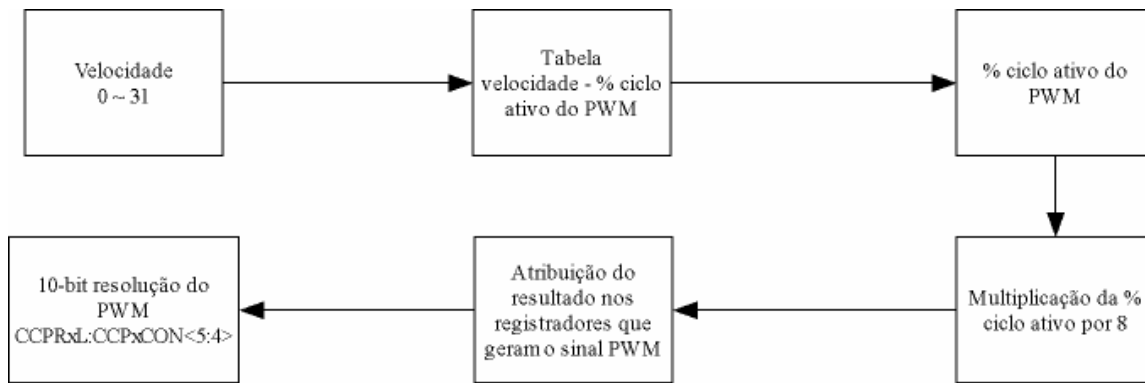 Velocidade
0 ~ 31
Tabela
velocidade - % ciclo
ativo do PWM
% ciclo ativo do
PWM
Multiplicação da %
ciclo ativo por 8
Atribuição do
resultado nos
registradores que
geram o sinal PWM
10-bit resolução do
PWM
CCPRxL:CCPxCON<5:4>